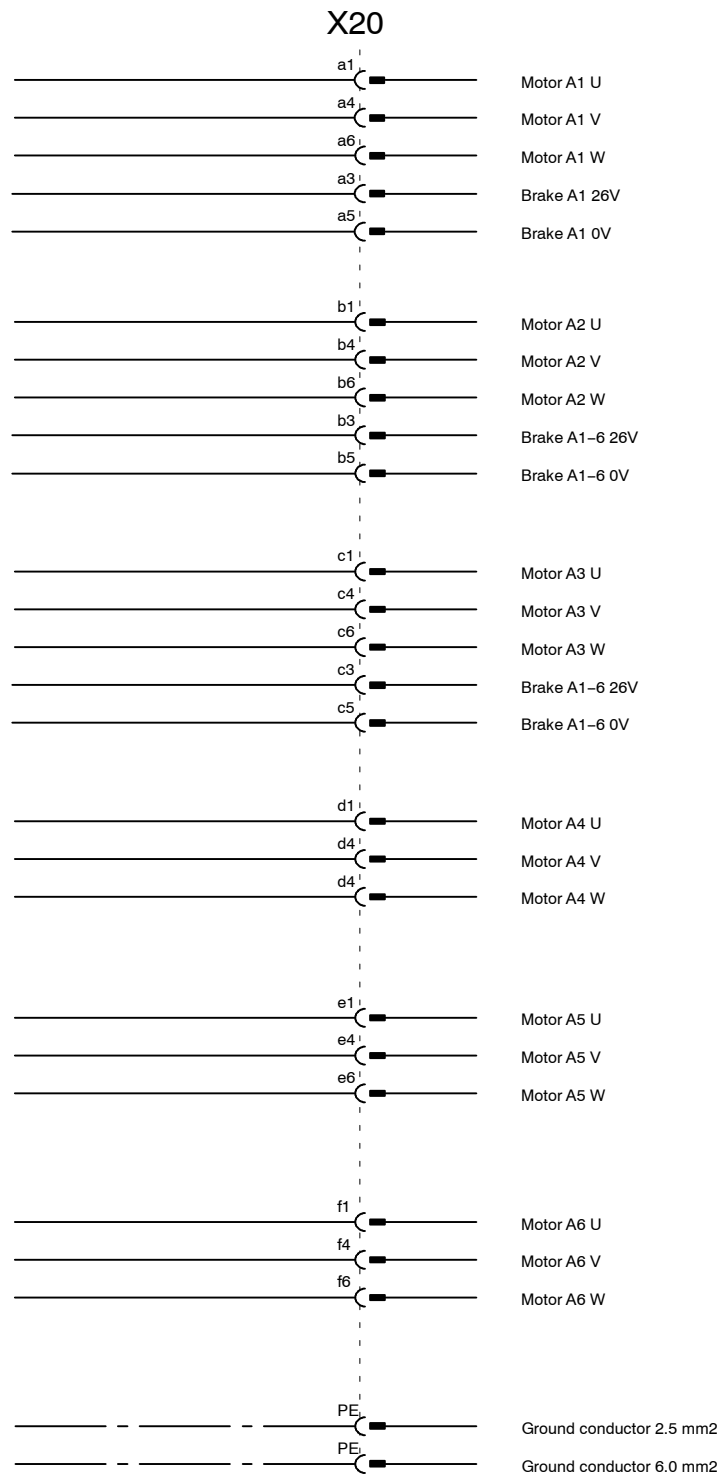 X20
a1 Motor A1 U
a4 Motor A1 V
a6 Motor A1 W
a3 Brake A1 26V
a5 Brake A1 0V
b1 Motor A2 U
b4 Motor A2 V
b6 Motor A2 W
b3 Brake A1–6 26V
b5 Brake A1–6 0V
c1 Motor A3 U
c4 Motor A3 V
c6 Motor A3 W
c3 Brake A1–6 26V
c5 Brake A1–6 0V
d1 Motor A4 U
d4 Motor A4 V
d4 Motor A4 W
e1 Motor A5 U
e4 Motor A5 V
e6 Motor A5 W
f1 Motor A6 U
f4 Motor A6 V
f6 Motor A6 W
PE Ground conductor 2.5 mm2
PE Ground conductor 6.0 mm2